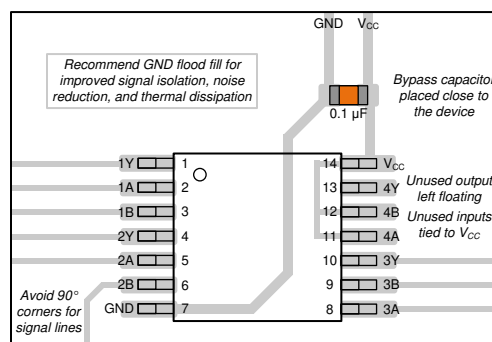 GND VCC
Recommend GND flood fill for
improved signal isolation, noise
reduction, and thermal dissipation
Bypass capacitor
placed close to
the device
0.1 µF
1Y 1 14 VCC
1A 2 13 4Y
Unused output
left floating
1B 3 12 4B
Unused inputs
tied to VCC
2Y 4 11 4A
2A 5 10 3Y
2B 6 9 3B
GND 7 8 3A
Avoid 90°
corners for
signal lines